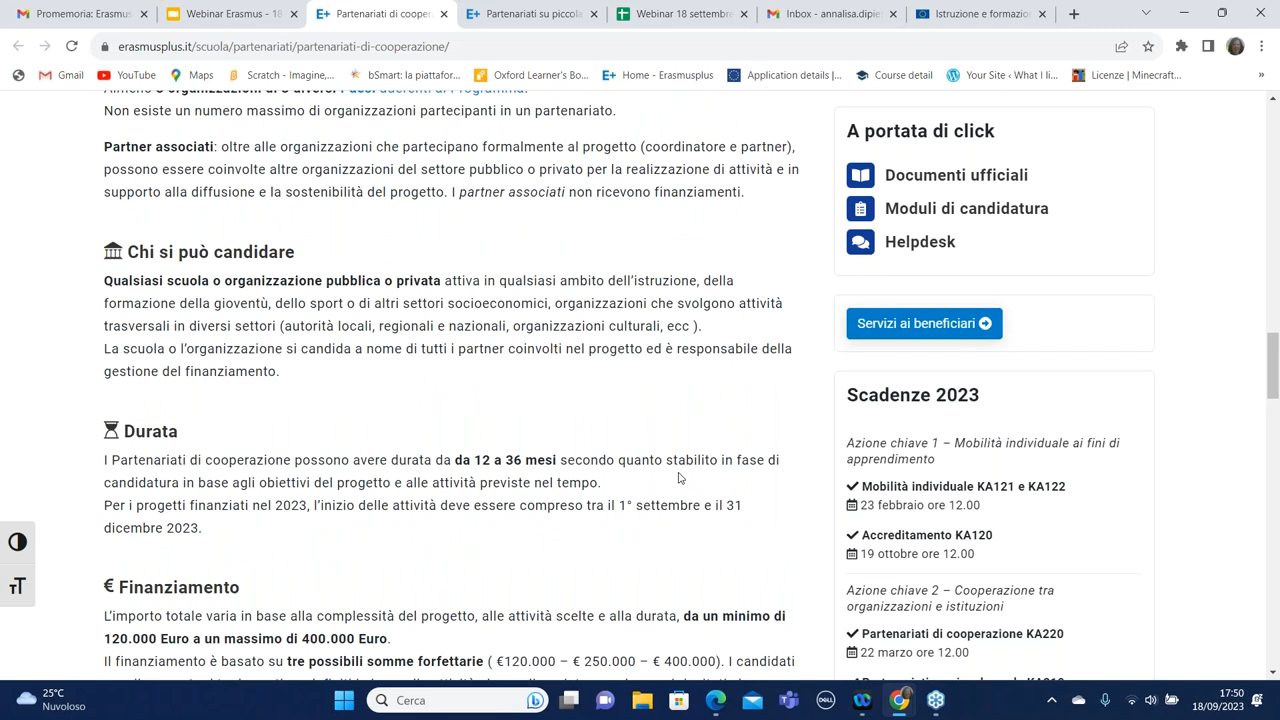 Promemoria: Erasmus
Webinar Erasmus - 18
Partenariati di cooper
Partenariati su piccola
Webinar 18 settembre
Inbox - annalisa.dipie
Istruzione e formazio
erasmusplus.it/scuola/partenariati/partenariati-di-cooperazione/
Gmail
YouTube
Maps
Scratch - Imagine,...
bSmart: la piattafor...
Oxford Learner's Bo...
Home - Erasmusplus
Application details |...
Course detail
Your Site ‹ What I li...
Licenze | Minecraft...
»
Non esiste un numero massimo di organizzazioni partecipanti in un partenariato.
Partner associati: oltre alle organizzazioni che partecipano formalmente al progetto (coordinatore e partner),
possono essere coinvolte altre organizzazioni del settore pubblico o privato per la realizzazione di attività e in
supporto alla diffusione e la sostenibilità del progetto. I partner associati non ricevono finanziamenti.
Chi si può candidare
Qualsiasi scuola o organizzazione pubblica o privata attiva in qualsiasi ambito dell'istruzione, della
formazione della gioventù, dello sport o di altri settori socioeconomici, organizzazioni che svolgono attività
trasversali in diversi settori (autorità locali, regionali e nazionali, organizzazioni culturali, ecc ).
La scuola o l'organizzazione si candida a nome di tutti i partner coinvolti nel progetto ed è responsabile della
gestione del finanziamento.
Durata
I Partenariati di cooperazione possono avere durata da da 12 a 36 mesi secondo quanto stabilito in fase di
candidatura in base agli obiettivi del progetto e alle attività previste nel tempo.
Per i progetti finanziati nel 2023, l'inizio delle attività deve essere compreso tra il 1° settembre e il 31
dicembre 2023.
€ Finanziamento
L'importo totale varia in base alla complessità del progetto, alle attività scelte e alla durata, da un minimo di
120.000 Euro a un massimo di 400.000 Euro.
Il finanziamento è basato su tre possibili somme forfettarie ( €120.000 – € 250.000 – € 400.000). I candidati
A portata di click
Documenti ufficiali
Moduli di candidatura
Helpdesk
Servizi ai beneficiari
Scadenze 2023
Azione chiave 1 – Mobilità individuale ai fini di
apprendimento
Mobilità individuale KA121 e KA122
23 febbraio ore 12.00
Accreditamento KA120
19 ottobre ore 12.00
Azione chiave 2 – Cooperazione tra
organizzazioni e istituzioni
Partenariati di cooperazione KA220
22 marzo ore 12.00
TT
25°C
Nuvoloso
Cerca
DELL
17:50
18/09/2023